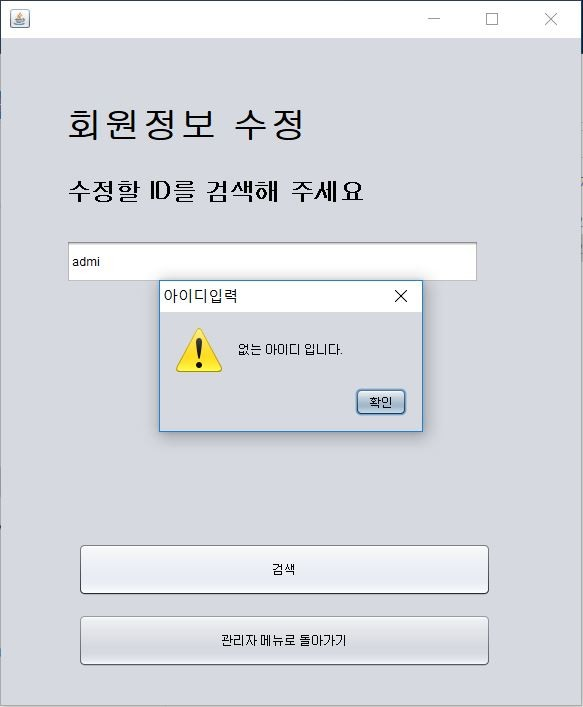 회원정보 수정
수정할 ID를 검색해 주세요
admi
아이디입력
없는 아이디 입니다.
확인
검색
관리자 메뉴로 돌아가기